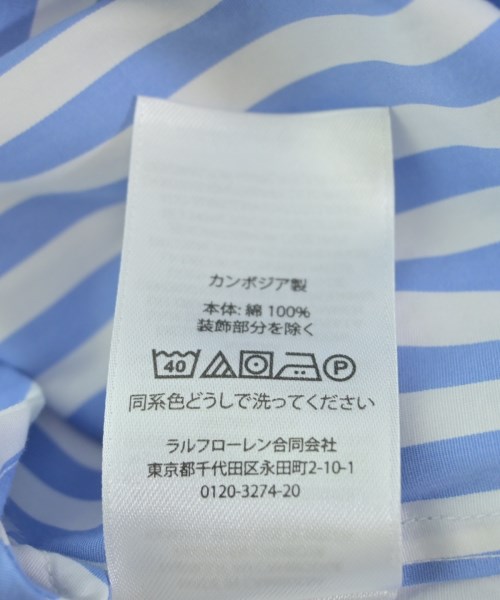 カンボジア製
本体: 綿 100%
装飾部分を除く
40 P
同系色どうしで洗ってください
ラルフローレン合同会社
東京都千代田区永田町2-10-1
0120-3274-20